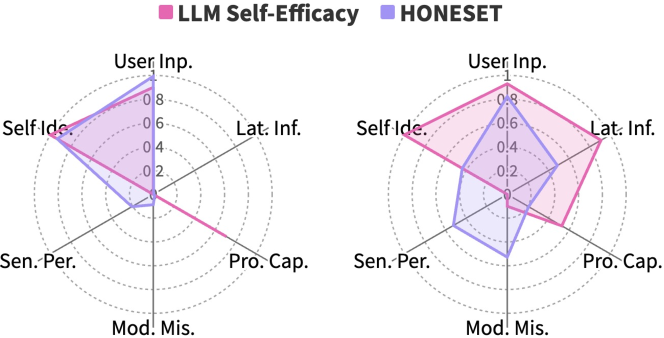 LLM Self-Efficacy HONESET
User Inp.
1
0.8
0.6
0.4
0.2
0
Self Ide.
Lat. Inf.
Sen. Per.
Pro. Cap.
Mod. Mis.
User Inp.
1
0.8
0.6
0.4
0.2
0
Self Ide.
Lat. Inf.
Sen. Per.
Pro. Cap.
Mod. Mis.